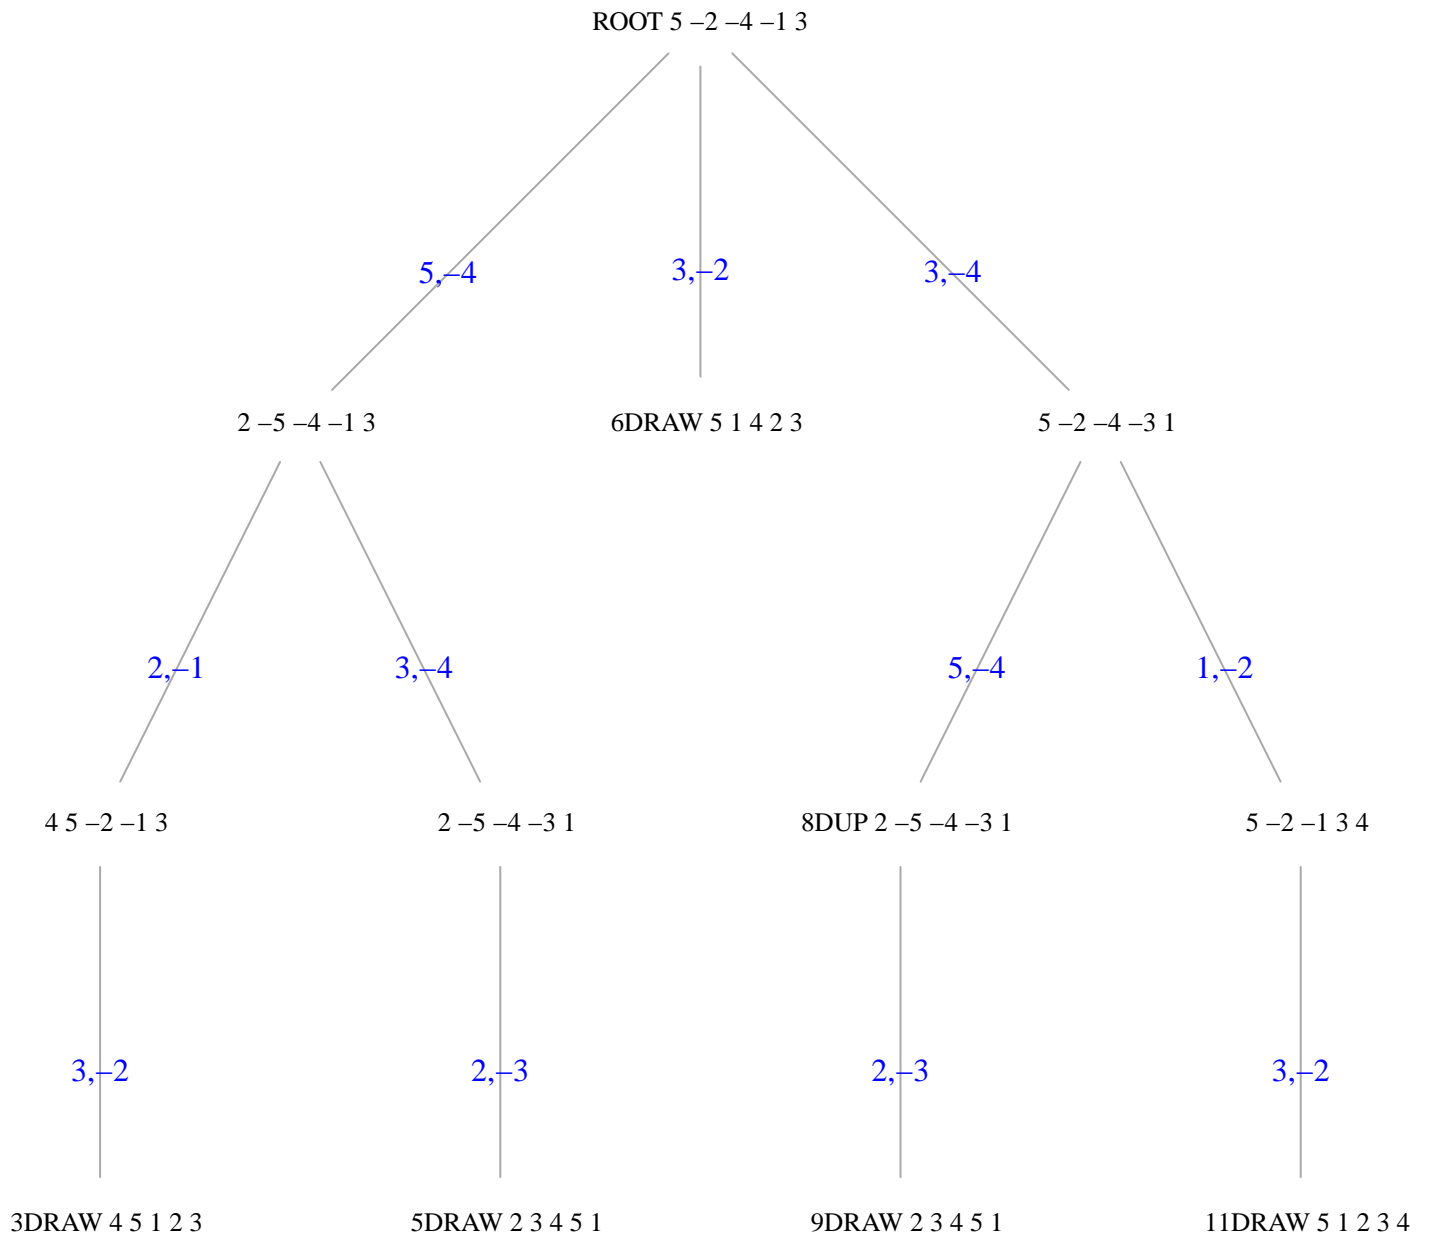 ROOT 5 –2 –4 –1 3
5,–4
3,–2
3,–4
2 –5 –4 –1 3
6DRAW 5 1 4 2 3
5 –2 –4 –3 1
2,–1
3,–4
5,–4
1,–2
4 5 –2 –1 3
2 –5 –4 –3 1
8DUP 2 –5 –4 –3 1
5 –2 –1 3 4
3,–2
2,–3
2,–3
3,–2
3DRAW 4 5 1 2 3
5DRAW 2 3 4 5 1
9DRAW 2 3 4 5 1
11DRAW 5 1 2 3 4